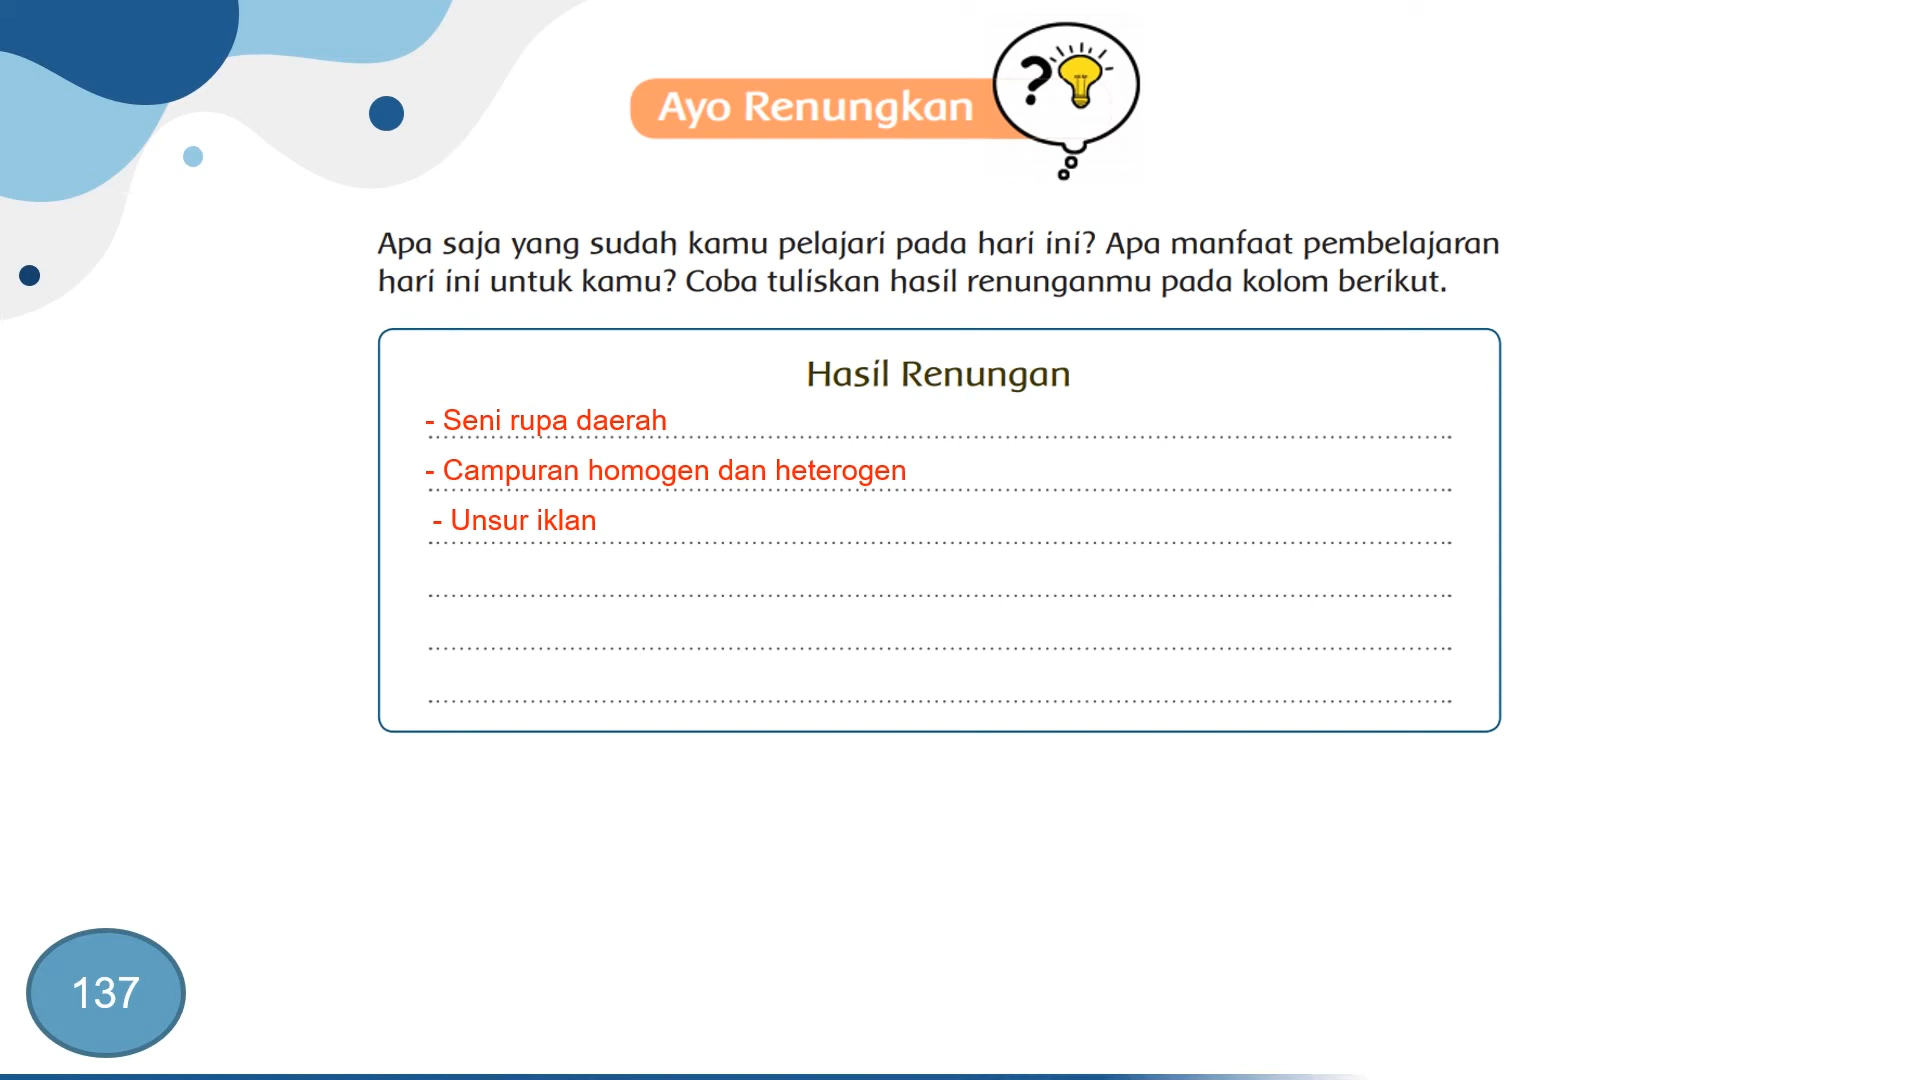 Ayo Renungkan
?
Apa saja yang sudah kamu pelajari pada hari ini? Apa manfaat pembelajaran
hari ini untuk kamu? Coba tuliskan hasil renunganmu pada kolom berikut.
Hasil Renungan
- Seni rupa daerah
- Campuran homogen dan heterogen
- Unsur iklan
137